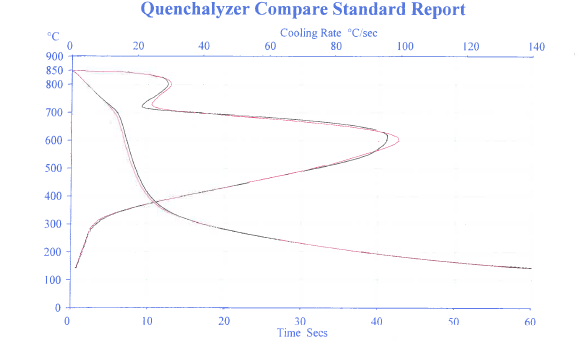 Quenchalyzer Compare Standard Report
°C
Cooling Rate °C/sec
0 20 40 60 80 100 120 140
900
850
800
700
600
500
400
300
200
100
0
0 10 20 30 40 50 60
Time Secs